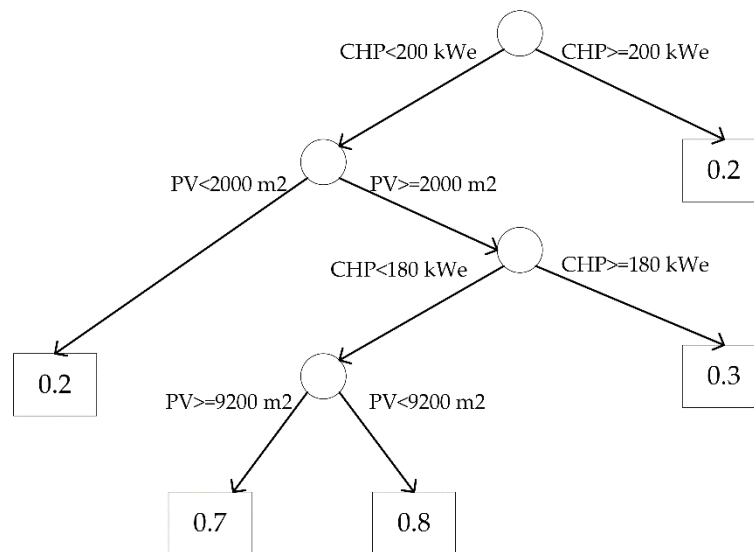 CHP<200 kWe
CHP>=200 kWe
PV<2000 m2
PV>=2000 m2
0.2
CHP<180 kWe
CHP>=180 kWe
0.2
0.3
PV>=9200 m2
PV<9200 m2
0.7
0.8